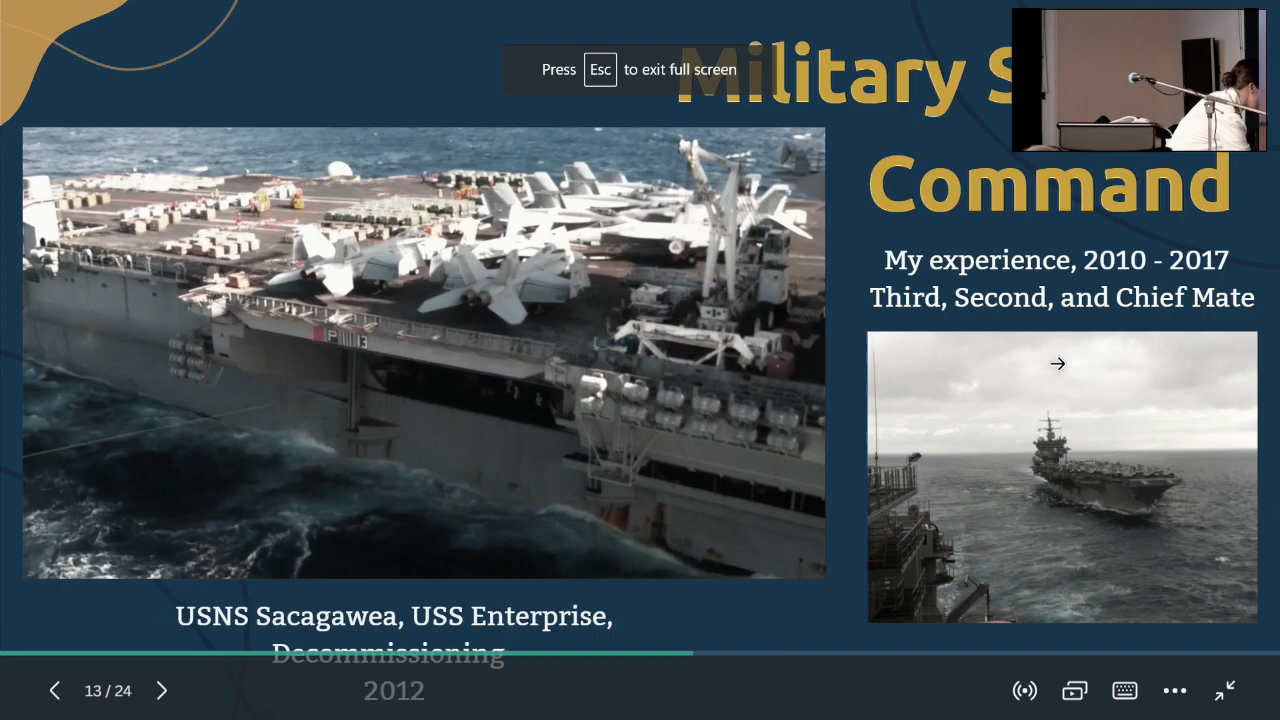 Press Esc to exit full screen
Military S
Command
My experience, 2010 - 2017
Third, Second, and Chief Mate
USNS Sacagawea, USS Enterprise,
Decommissioning
2012
13 / 24